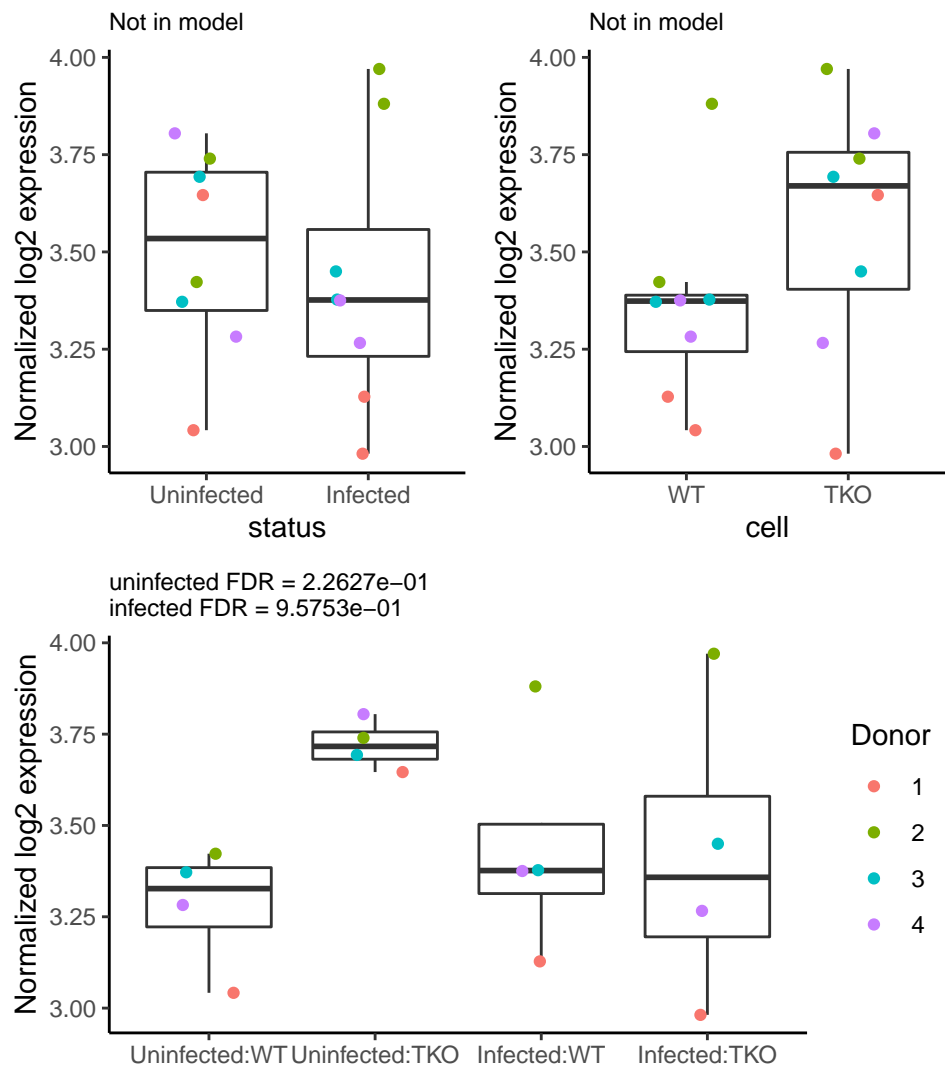 Not in model
Normalized log2 expression
4.00
3.75
3.50
3.25
3.00
Uninfected Infected
status
Not in model
Normalized log2 expression
4.00
3.75
3.50
3.25
3.00
WT TKO
cell
uninfected FDR = 2.2627e−01
infected FDR = 9.5753e−01
Normalized log2 expression
4.00
3.75
3.50
3.25
3.00
Uninfected:WT Uninfected:TKO Infected:WT Infected:TKO
Donor
1
2
3
4